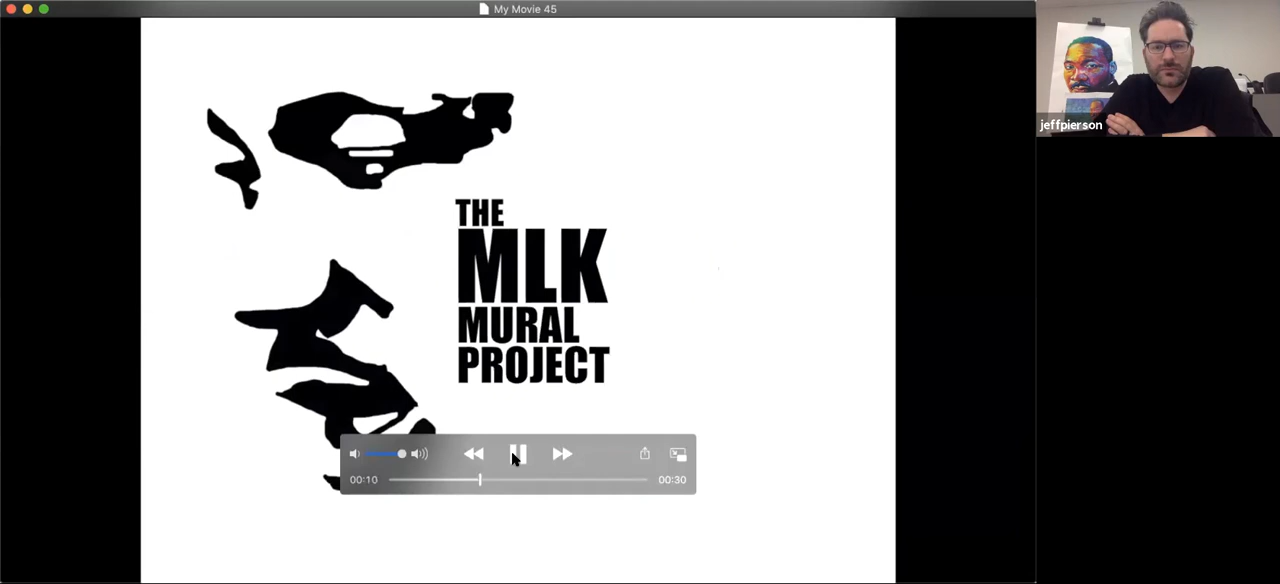 My Movie 45
jeffpierson
THE
MLK
MURAL
PROJECT
00:10
00:30